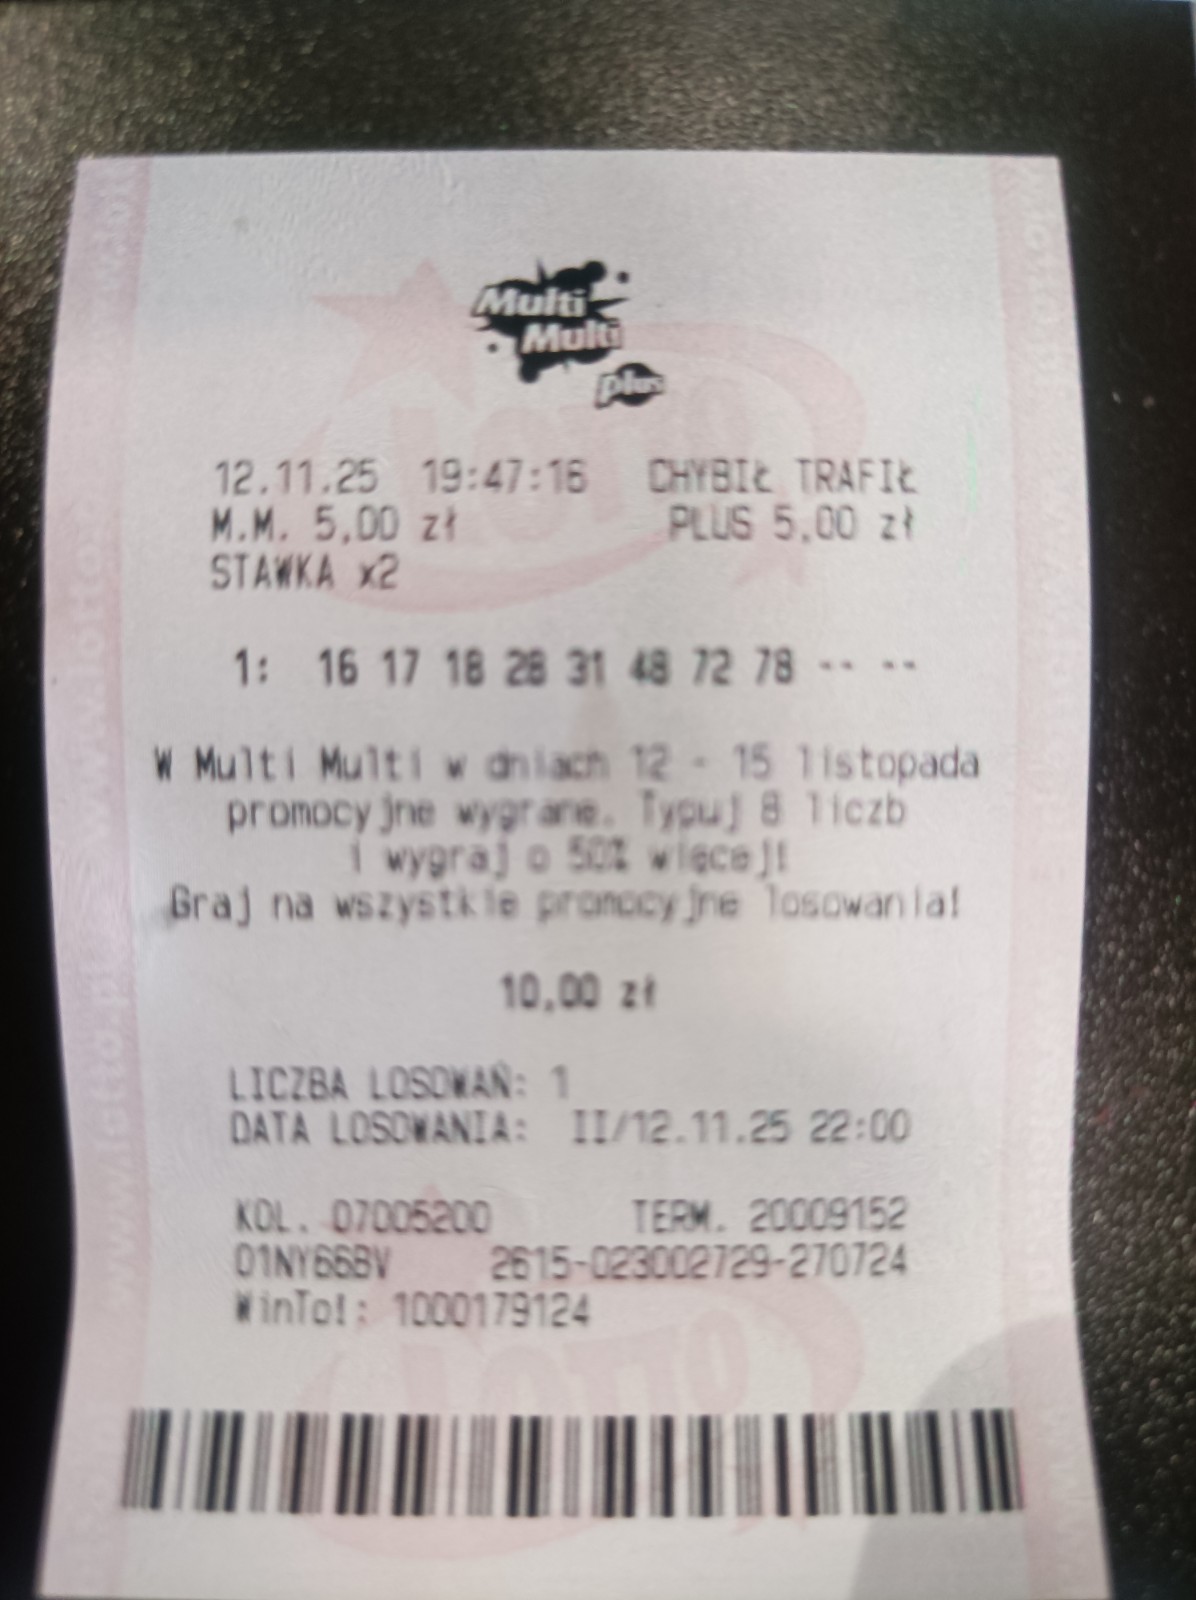 Multi
Multi
plus
12.11.25 19:47:16 CHYBIŁ TRAFIŁ
M.M. 5,00 zł PLUS 5,00 zł
STAWKA x2
1: 16 17 18 28 31 48 72 78 -- --
W Multi Multi w dniach 12 - 15 listopada
promocyjne wygrane. Typuj 8 liczb
i wygraj o 50% więcej!
Graj na wszystkie promocyjne losowania!
10,00 zł
LICZBA LOSOWAŃ: 1
DATA LOSOWANIA: II/12.11.25 22:00
KOL. 07005200 TERM. 20009152
01NY66BV 2615-023002729-270724
WinTo!: 1000179124